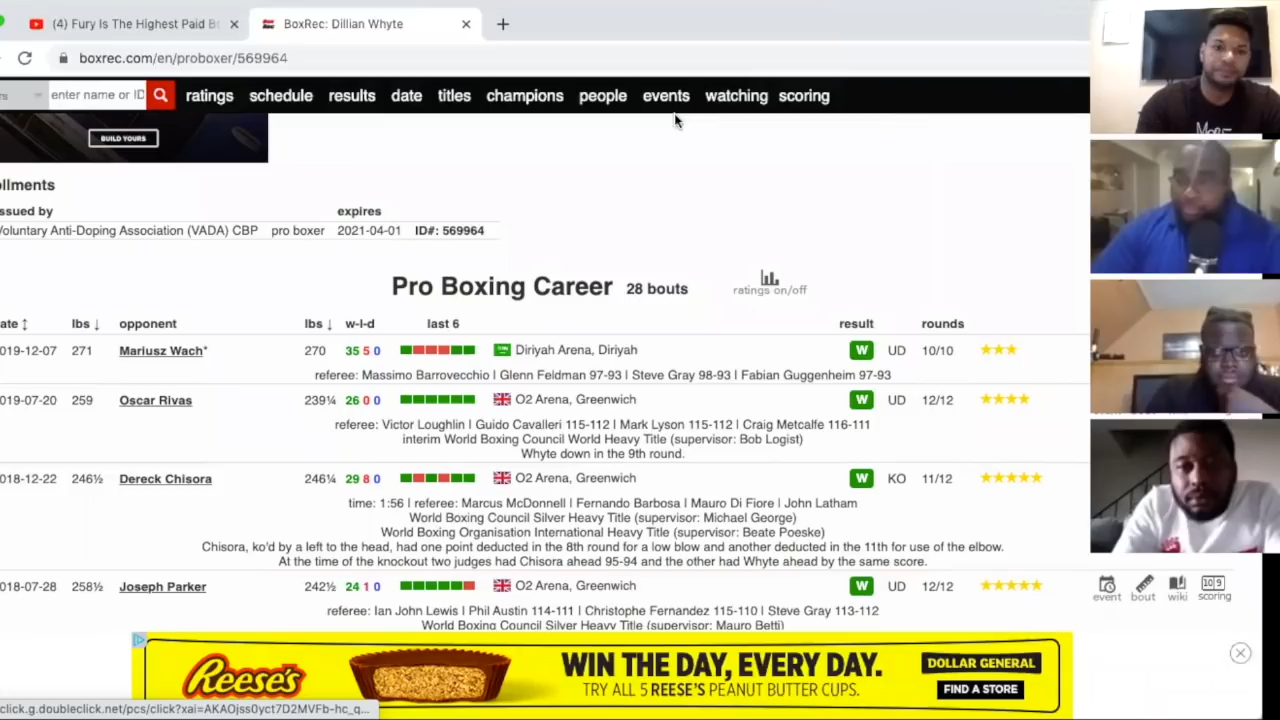 (4) Fury Is The Highest Paid Bo
BoxRec: Dillian Whyte
boxrec.com/en/proboxer/569964
rs
enter name or ID
ratings schedule results date titles champions people events watching scoring
BUILD YOURS
ollments
ssued by expires
Voluntary Anti-Doping Association (VADA) CBP pro boxer 2021-04-01 ID#: 569964
Pro Boxing Career 28 bouts
ratings on/off
ate lbs opponent lbs w-l-d last 6 result rounds
019-12-07 271 Mariusz Wach* 270 35 5 0 Diriyah Arena, Diriyah W UD 10/10
referee: Massimo Barrovecchio | Glenn Feldman 97-93 | Steve Gray 98-93 | Fabian Guggenheim 97-93
019-07-20 259 Oscar Rivas 239¼ 26 0 0 O2 Arena, Greenwich W UD 12/12
referee: Victor Loughlin | Guido Cavalleri 115-112 | Mark Lyson 115-112 | Craig Metcalfe 116-111
interim World Boxing Council World Heavy Title (supervisor: Bob Logist)
Whyte down in the 9th round.
018-12-22 246½ Dereck Chisora 246¼ 29 8 0 O2 Arena, Greenwich W KO 11/12
time: 1:56 | referee: Marcus McDonnell | Fernando Barbosa | Mauro Di Fiore | John Latham
World Boxing Council Silver Heavy Title (supervisor: Michael George)
World Boxing Organisation International Heavy Title (supervisor: Beate Poeske)
Chisora, ko'd by a left to the head, had one point deducted in the 8th round for a low blow and another deducted in the 11th for use of the elbow.
At the time of the knockout two judges had Chisora ahead 95-94 and the other had Whyte ahead by the same score.
018-07-28 258½ Joseph Parker 242½ 24 1 0 O2 Arena, Greenwich W UD 12/12
event bout wiki 10 9 scoring
referee: Ian John Lewis | Phil Austin 114-111 | Christophe Fernandez 115-110 | Steve Gray 113-112
World Boxing Council Silver Heavy Title (supervisor: Mauro Betti)
Reese's
WIN THE DAY, EVERY DAY.
TRY ALL 5 REESE'S PEANUT BUTTER CUPS.
DOLLAR GENERAL
FIND A STORE
click.g.doubleclick.net/pcs/click?xai=AKAOjss0yct7D2MVFb-hc_q...